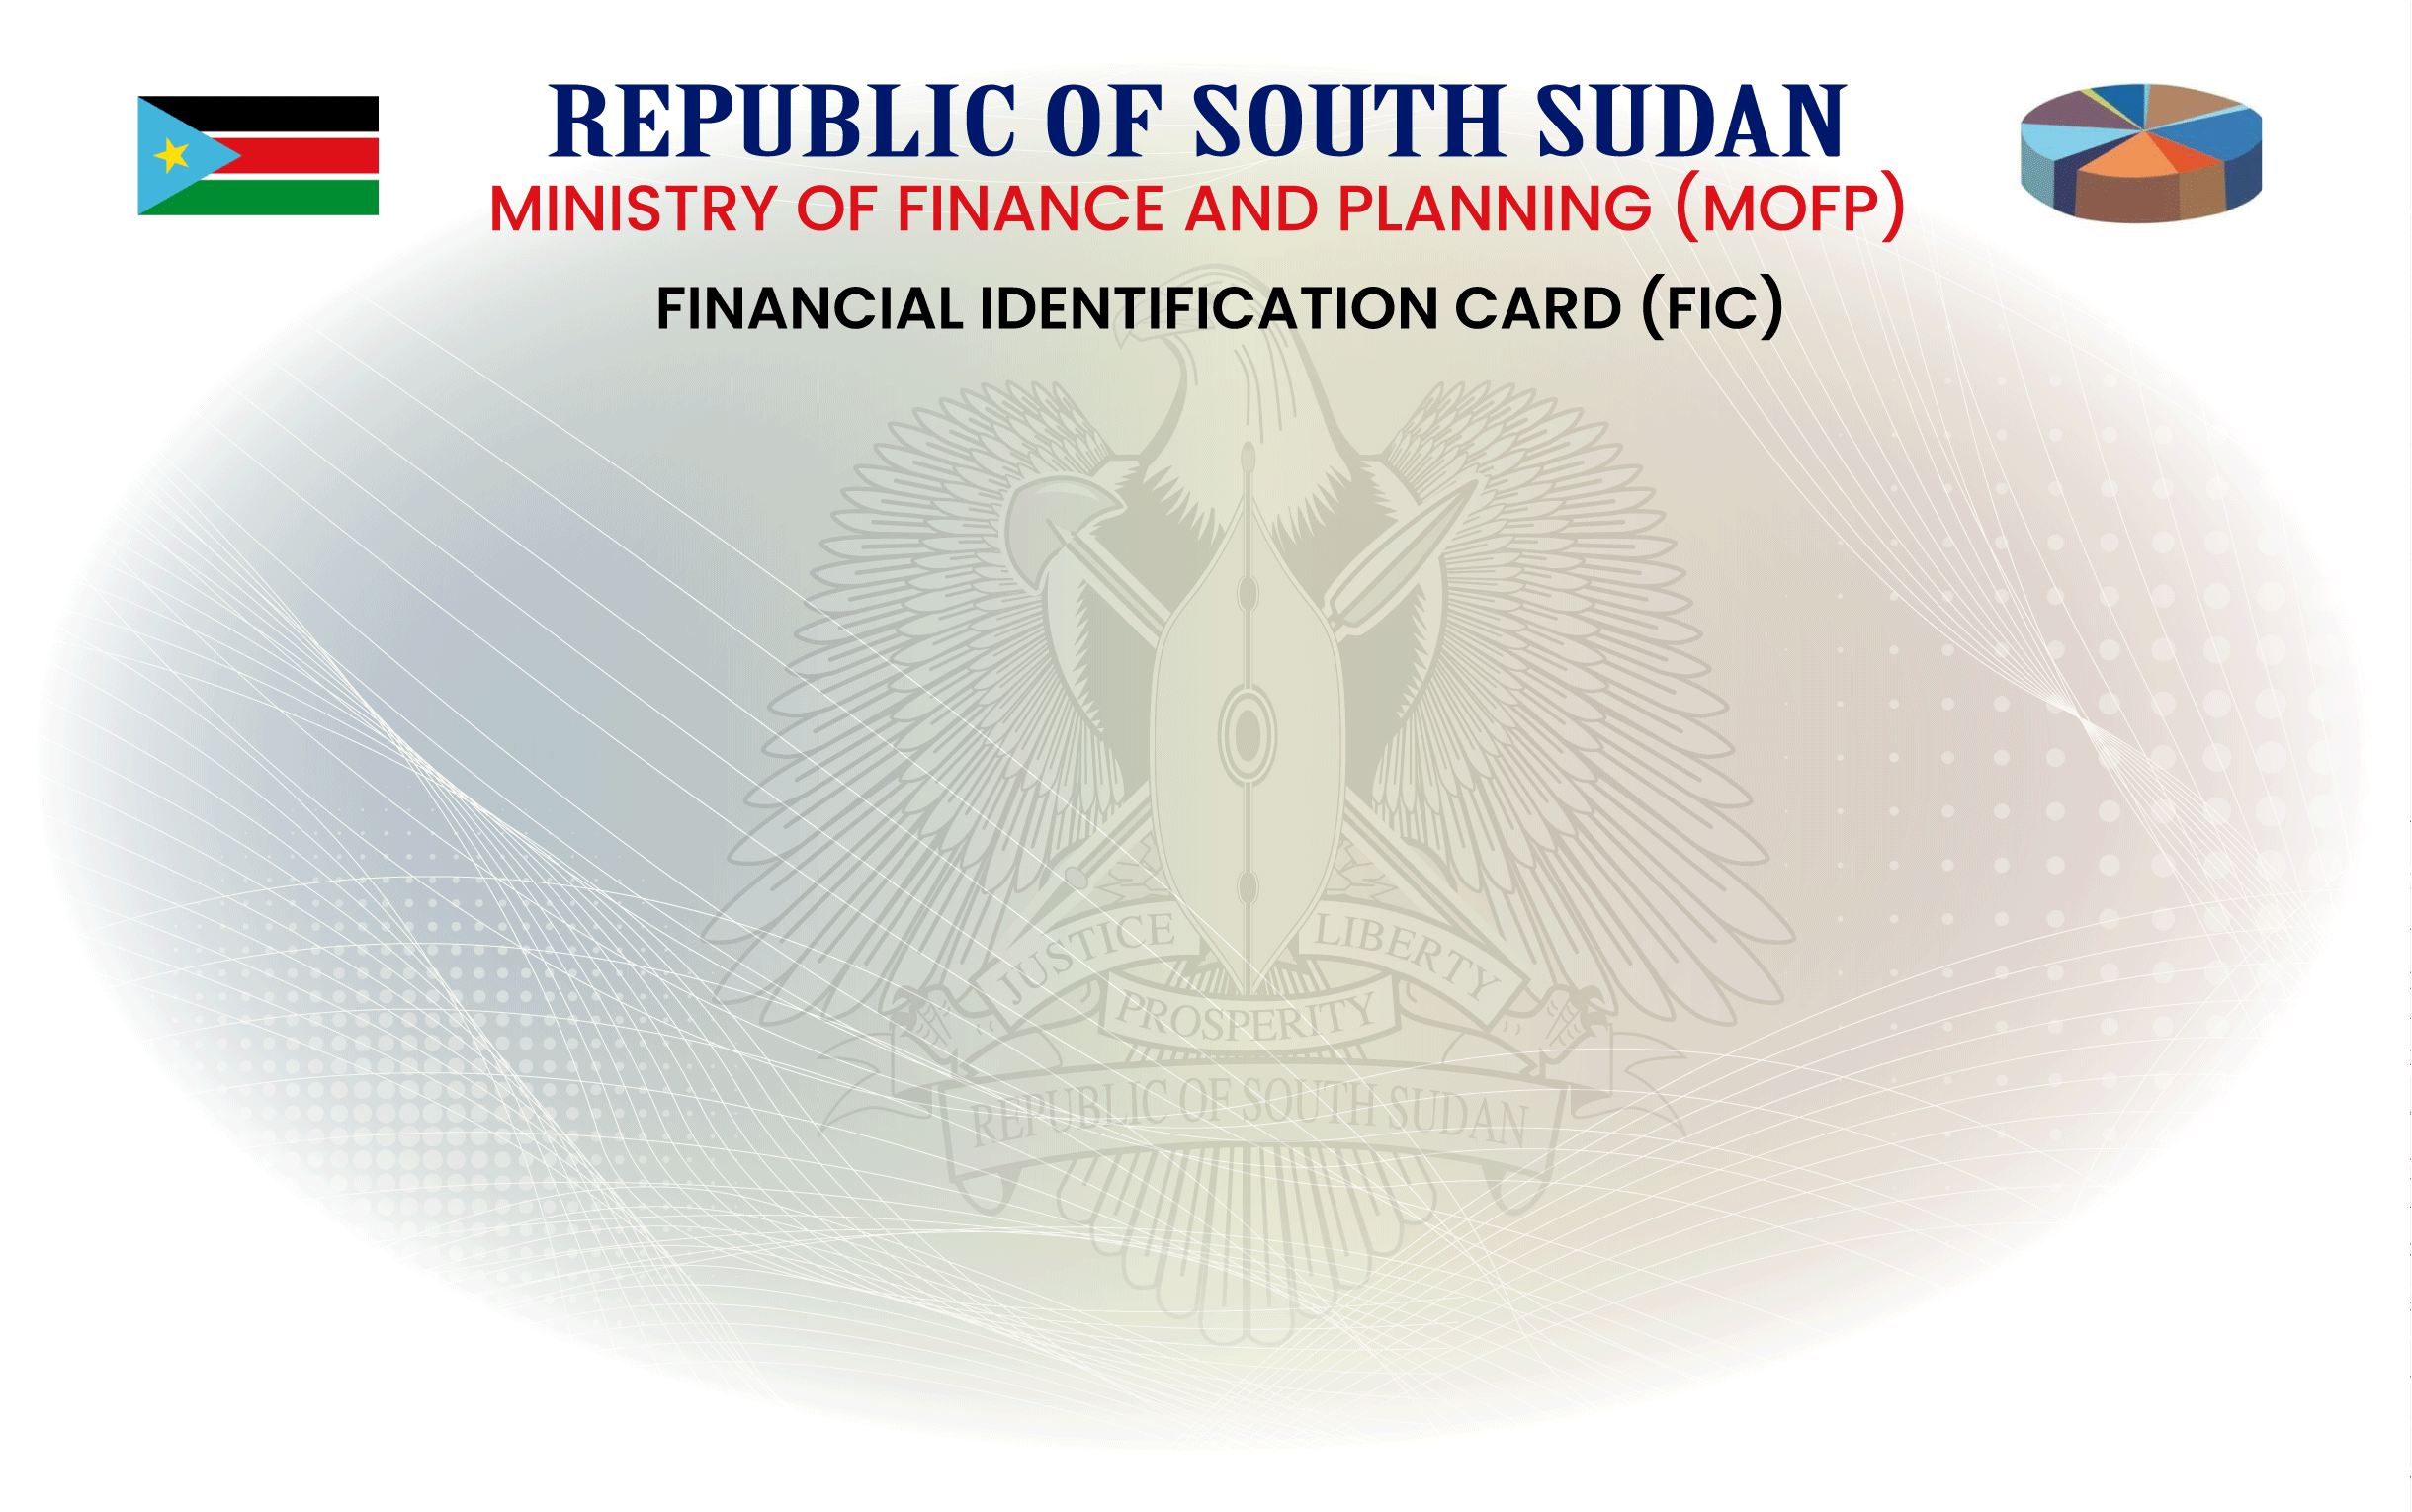 REPUBLIC OF SOUTH SUDAN
MINISTRY OF FINANCE AND PLANNING (MOFP)
FINANCIAL IDENTIFICATION CARD (FIC)
JUSTICE LIBERTY
PROSPERITY
REPUBLIC OF SOUTH SUDAN